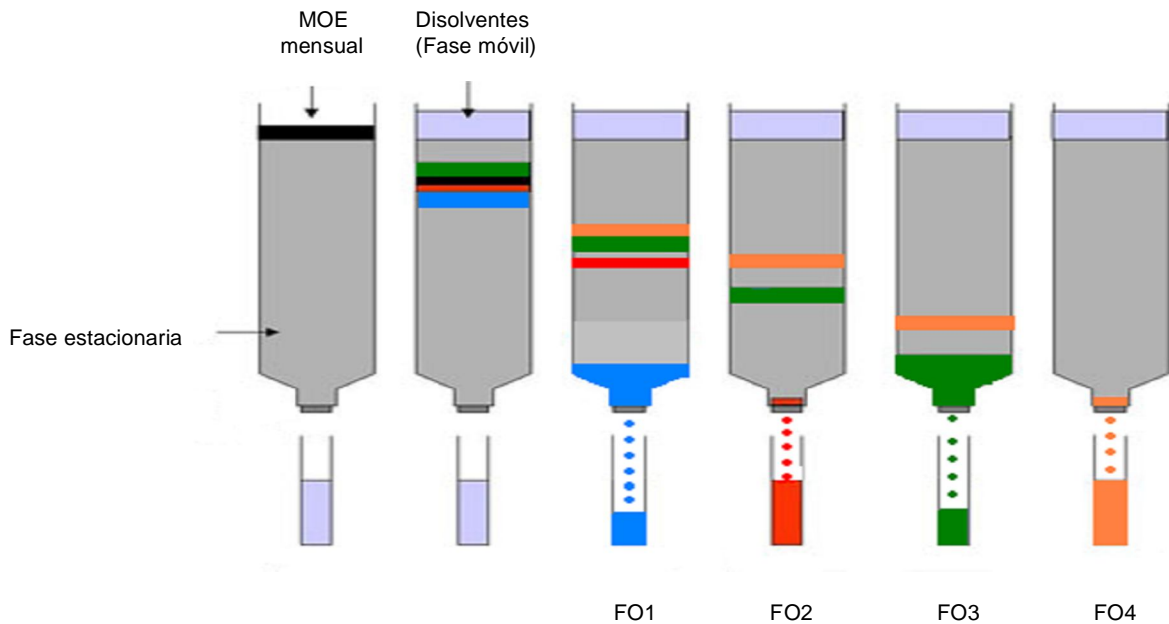 MOE
mensual
Disolventes
(Fase móvil)
Fase estacionaria
FO1
FO2
FO3
FO4